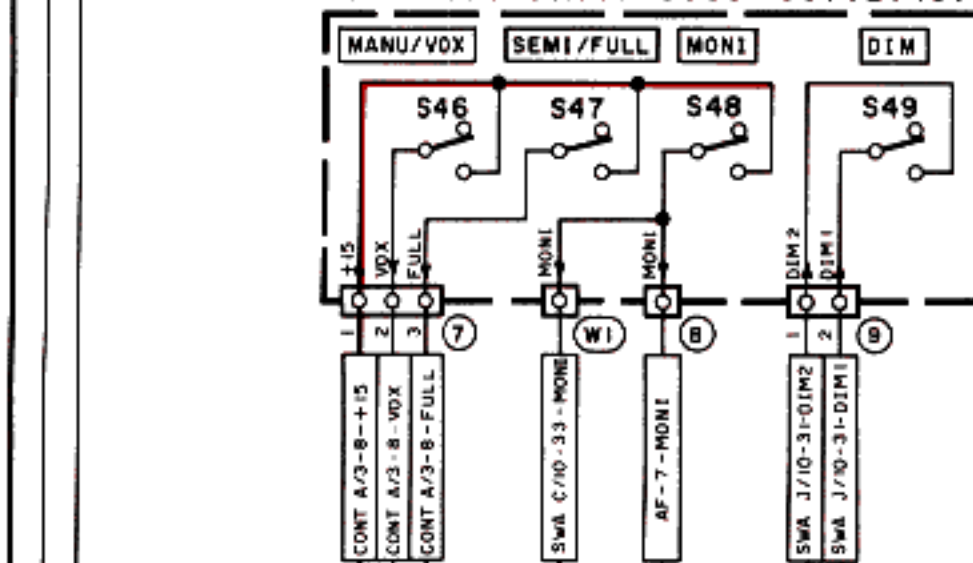 MANU/VOX SEMI/FULL MONI DIM
S46 S47 S48 S49
+15 VOX FULL MONI MONI DIM2 DIM1
1 2 3 7 W1 8 1 2 9
CONT A/3-8-+15
CONT A/3-8-VOX
CONT A/3-8-FULL
SWA C/10-33-MONI
AF-7-MONI
SWA J/10-31-DIM2
SWA J/10-31-DIM1